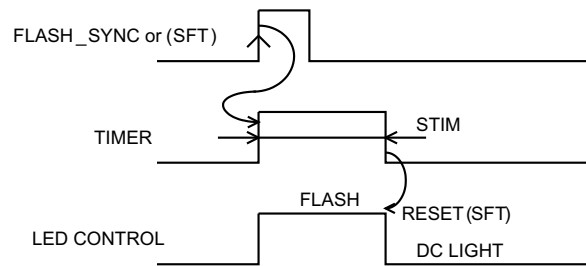 FLASH_SYNC or (SFT)
TIMER
STIM
FLASH
RESET(SFT)
LED CONTROL
DC LIGHT